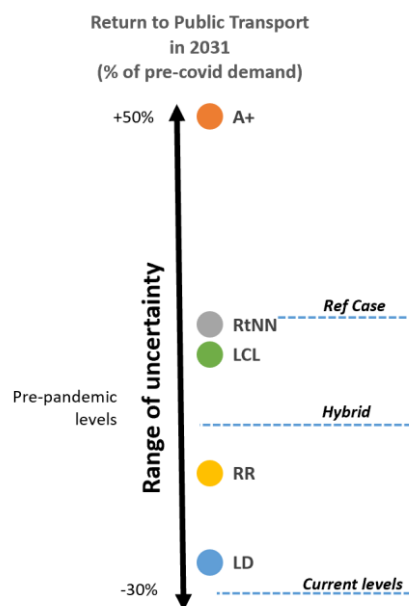 Return to Public Transport
in 2031
(% of pre-covid demand)
+50%
A+
Range of uncertainty
Ref Case
RtNN
LCL
Pre-pandemic
levels
Hybrid
RR
LD
Current levels
-30%